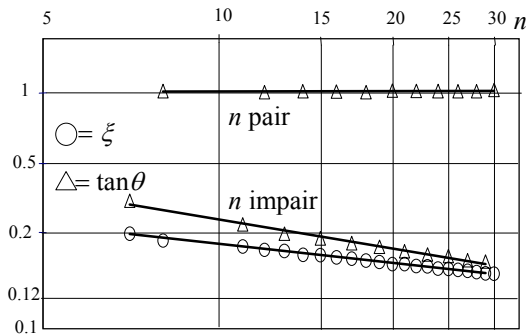 5 10 15 20 25 30 n
1
n pair
○= ξ
0.5
△= tanθ
n impair
0.2
0.12
0.1